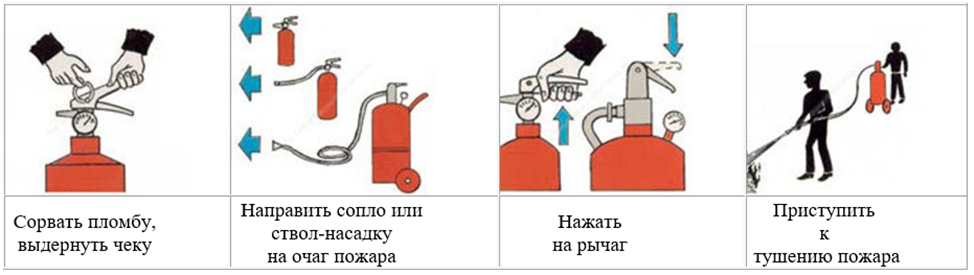 Сорвать пломбу,
выдернуть чеку
Направить сопло или
ствол-насадку
на очаг пожара
Нажать
на рычаг
Приступить
к
тушению пожара